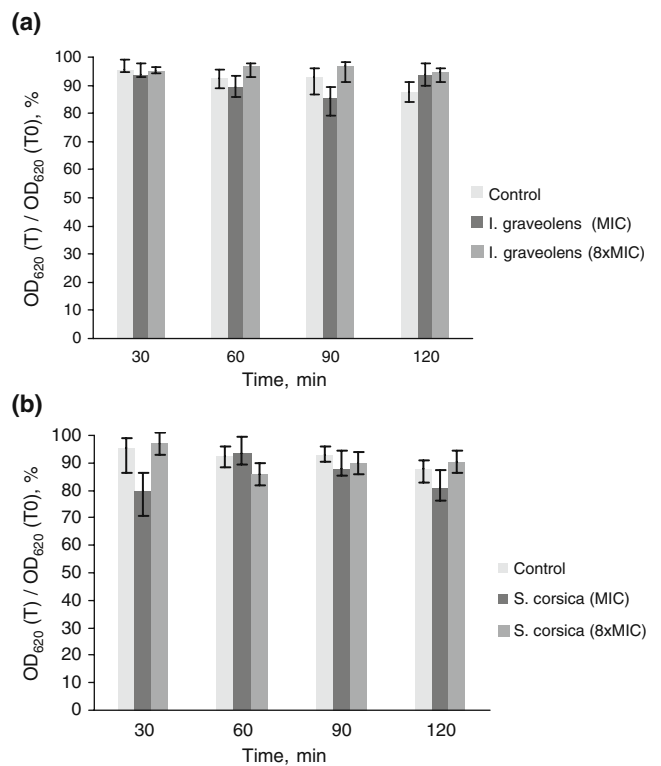 (a)
100
90
80
70
60
50
40
30
20
10
0
OD620 (T) / OD620 (T0), %
30 60 90 120
Time, min
Control
I. graveolens (MIC)
I. graveolens (8xMIC)
(b)
100
90
80
70
60
50
40
30
20
10
0
OD620 (T) / OD620 (T0), %
30 60 90 120
Time, min
Control
S. corsica (MIC)
S. corsica (8xMIC)